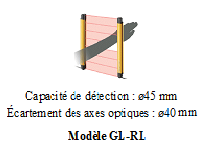 Capacité de détection : ø45 mm
Écartement des axes optiques : ø40 mm
Modèle GL-RL